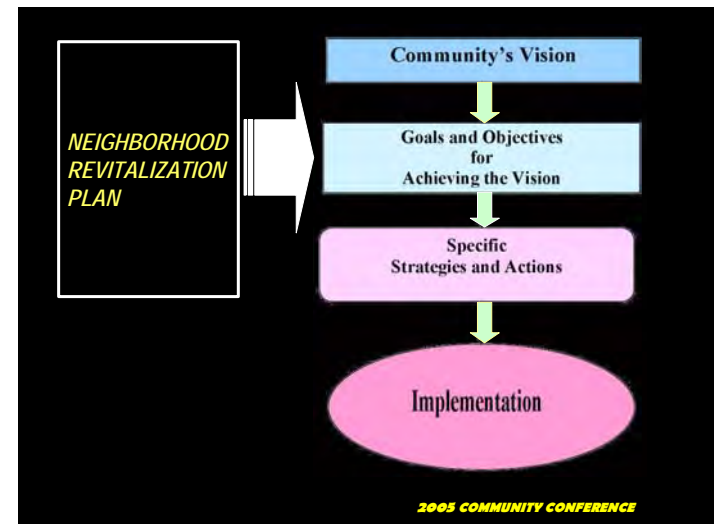 NEIGHBORHOOD
REVITALIZATION
PLAN
Community's Vision
Goals and Objectives
for
Achieving the Vision
Specific
Strategies and Actions
Implementation
2005 COMMUNITY CONFERENCE